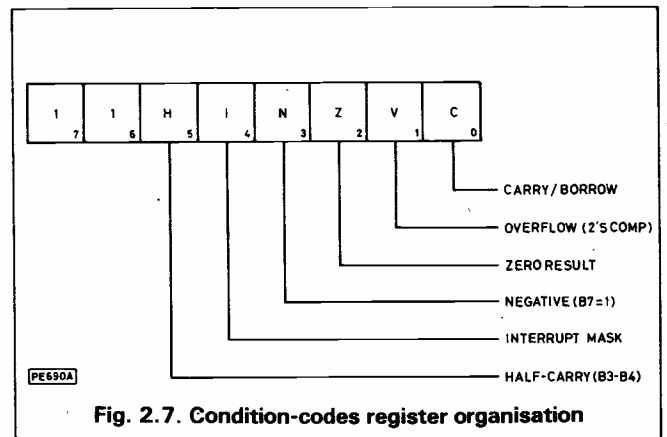 1 1 H I N Z V C
7 6 5 4 3 2 1 0
CARRY/BORROW
OVERFLOW (2'S COMP)
ZERO RESULT
NEGATIVE (B7=1)
INTERRUPT MASK
PE690A
HALF-CARRY (B3-B4)
Fig. 2.7. Condition-codes register organisation